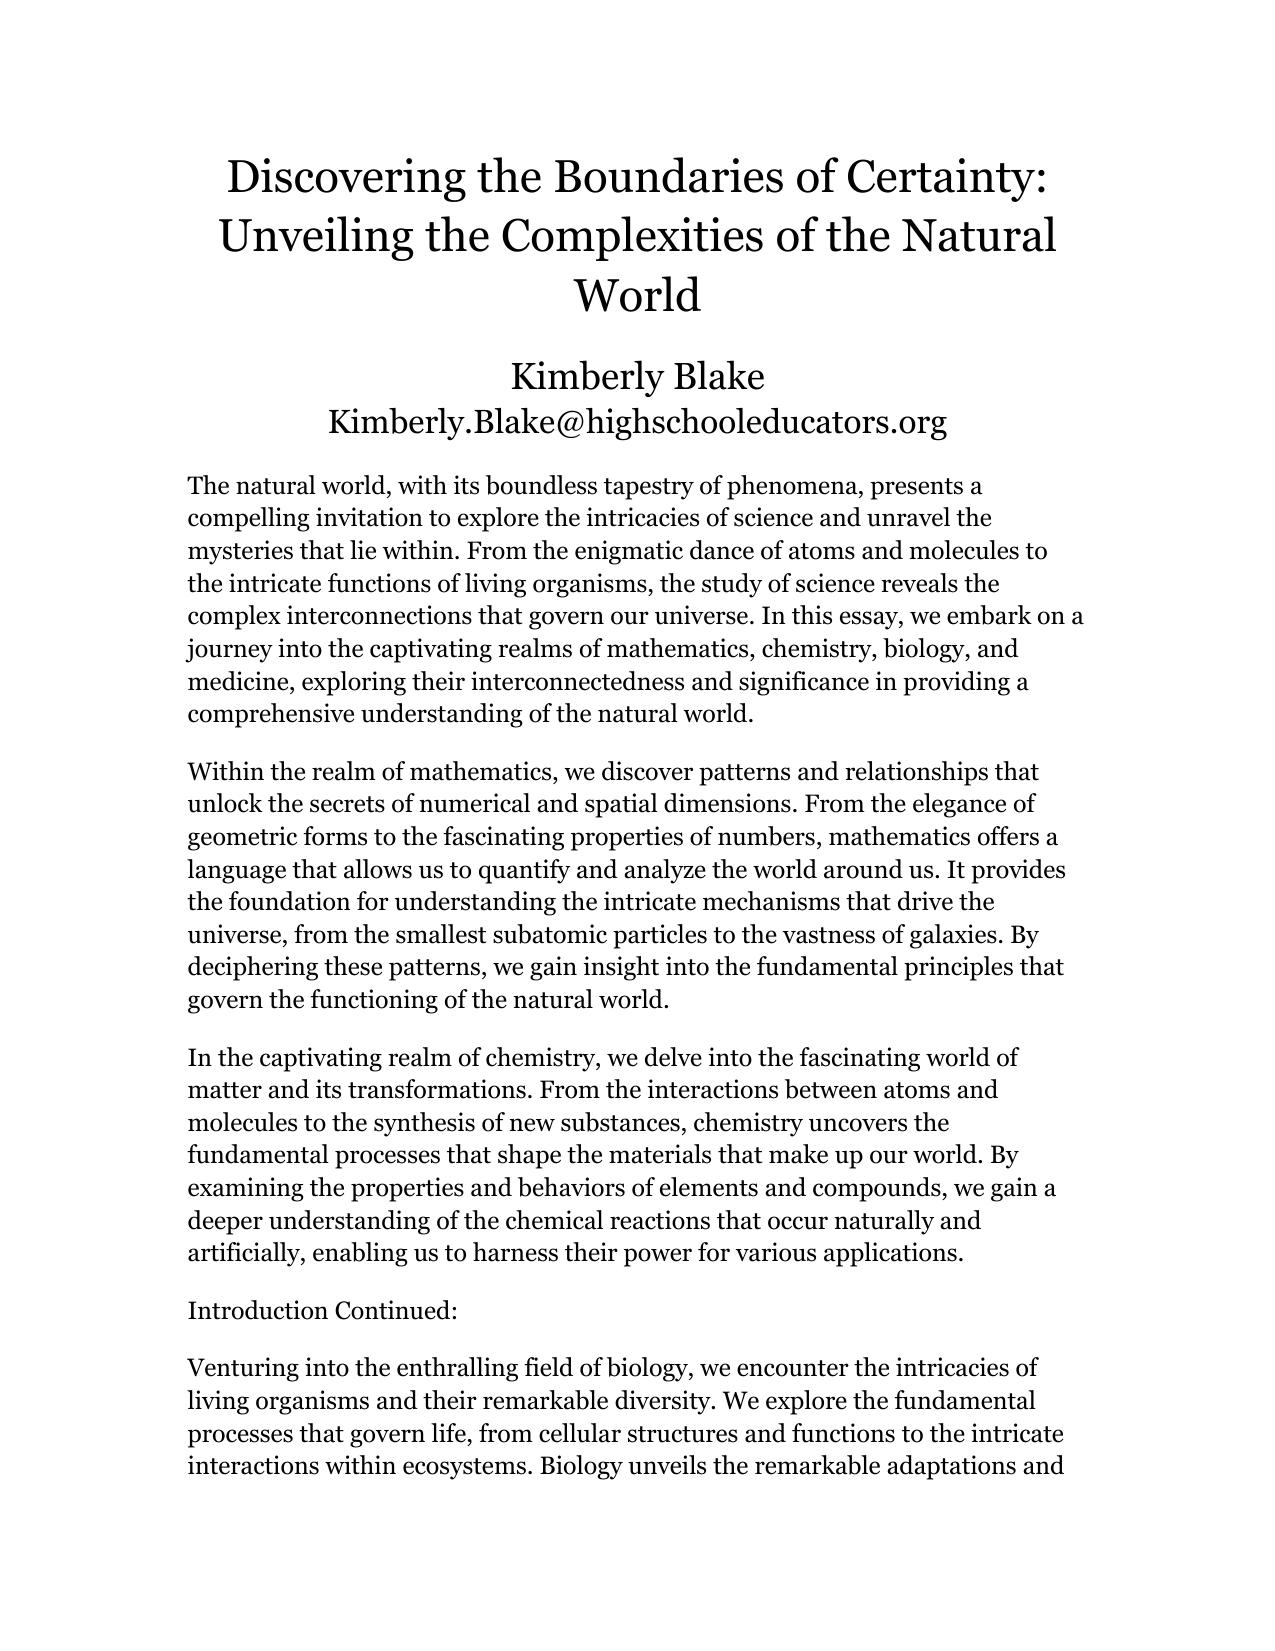 Discovering the Boundaries of Certainty:
Unveiling the Complexities of the Natural
World
Kimberly Blake
Kimberly.Blake@highschooleducators.org
The natural world, with its boundless tapestry of phenomena, presents a
compelling invitation to explore the intricacies of science and unravel the
mysteries that lie within. From the enigmatic dance of atoms and molecules to
the intricate functions of living organisms, the study of science reveals the
complex interconnections that govern our universe. In this essay, we embark on a
journey into the captivating realms of mathematics, chemistry, biology, and
medicine, exploring their interconnectedness and significance in providing a
comprehensive understanding of the natural world.
Within the realm of mathematics, we discover patterns and relationships that
unlock the secrets of numerical and spatial dimensions. From the elegance of
geometric forms to the fascinating properties of numbers, mathematics offers a
language that allows us to quantify and analyze the world around us. It provides
the foundation for understanding the intricate mechanisms that drive the
universe, from the smallest subatomic particles to the vastness of galaxies. By
deciphering these patterns, we gain insight into the fundamental principles that
govern the functioning of the natural world.
In the captivating realm of chemistry, we delve into the fascinating world of
matter and its transformations. From the interactions between atoms and
molecules to the synthesis of new substances, chemistry uncovers the
fundamental processes that shape the materials that make up our world. By
examining the properties and behaviors of elements and compounds, we gain a
deeper understanding of the chemical reactions that occur naturally and
artificially, enabling us to harness their power for various applications.
Introduction Continued:
Venturing into the enthralling field of biology, we encounter the intricacies of
living organisms and their remarkable diversity. We explore the fundamental
processes that govern life, from cellular structures and functions to the intricate
interactions within ecosystems. Biology unveils the remarkable adaptations and